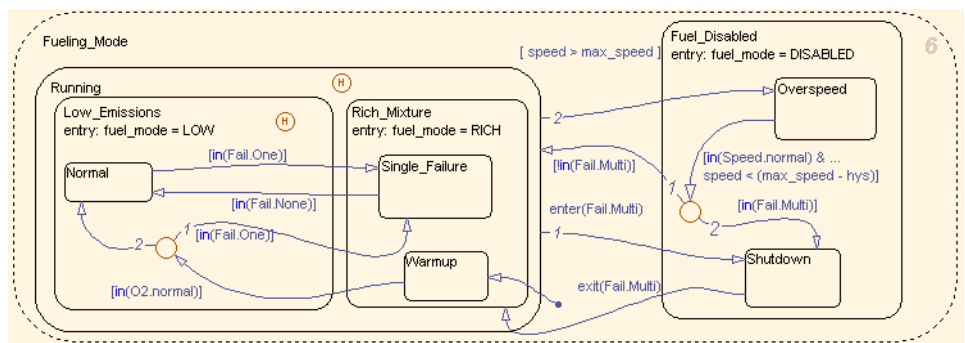 Fueling_Mode
6
Fuel_Disabled
entry: fuel_mode = DISABLED
[ speed > max_speed ]
Running
H
Overspeed
Low_Emissions
entry: fuel_mode = LOW
H
Rich_Mixture
entry: fuel_mode = RICH
2
[in(Fail.One)]
Normal
Single_Failure
[!in(Fail.Multi)]
[in(Speed.normal) & ...
speed < (max_speed - hys)]
1
[in(Fail.None)]
enter(Fail.Multi)
[in(Fail.Multi)]
2
1
[in(Fail.One)]
2
1
Warmup
Shutdown
[in(O2.normal)]
exit(Fail.Multi)